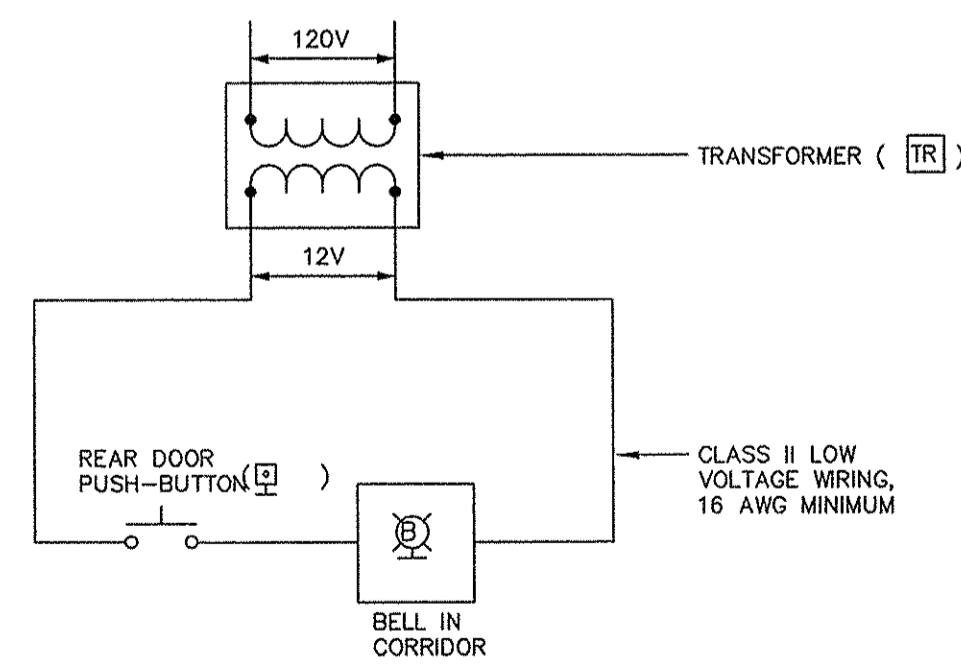 120V
TRANSFORMER ( TR )
12V
REAR DOOR
PUSH-BUTTON( )
CLASS II LOW
VOLTAGE WIRING,
16 AWG MINIMUM
B
BELL IN
CORRIDOR